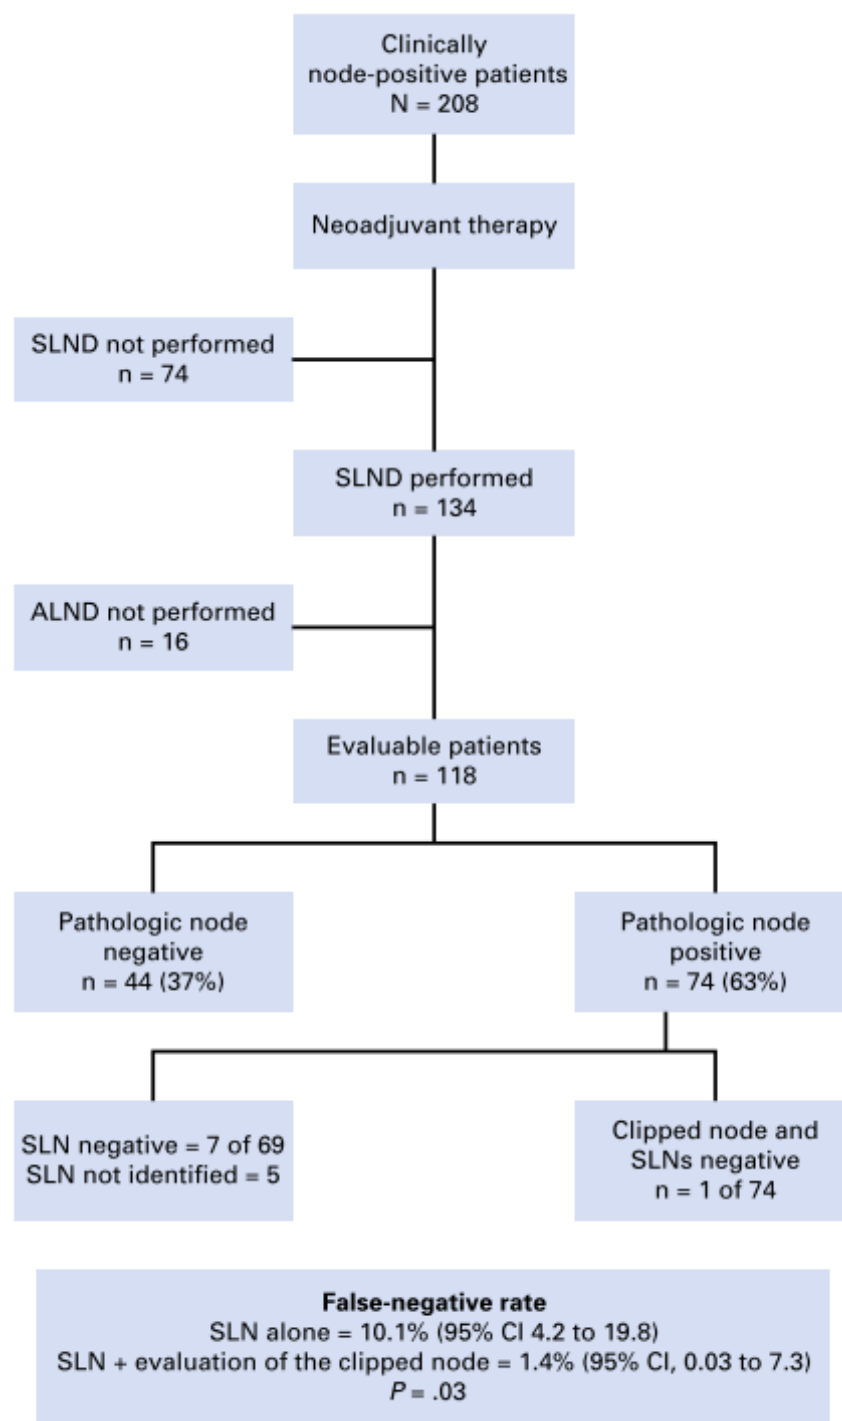 Clinically
node-positive patients
N = 208
Neoadjuvant therapy
SLND not performed
n = 74
SLND performed
n = 134
ALND not performed
n = 16
Evaluable patients
n = 118
Pathologic node
negative
n = 44 (37%)
Pathologic node
positive
n = 74 (63%)
SLN negative = 7 of 69
SLN not identified = 5
Clipped node and
SLNs negative
n = 1 of 74
False-negative rate
SLN alone = 10.1% (95% CI 4.2 to 19.8)
SLN + evaluation of the clipped node = 1.4% (95% CI, 0.03 to 7.3)
P = .03